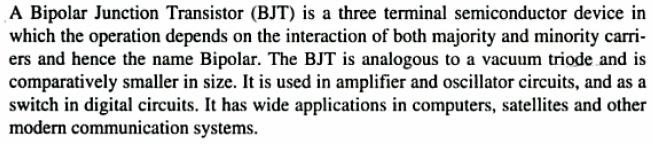 A Bipolar Junction Transistor (BJT) is a three terminal semiconductor device in
which the operation depends on the interaction of both majority and minority carri-
ers and hence the name Bipolar. The BJT is analogous to a vacuum triode and is
comparatively smaller in size. It is used in amplifier and oscillator circuits, and as a
switch in digital circuits. It has wide applications in computers, satellites and other
modern communication systems.